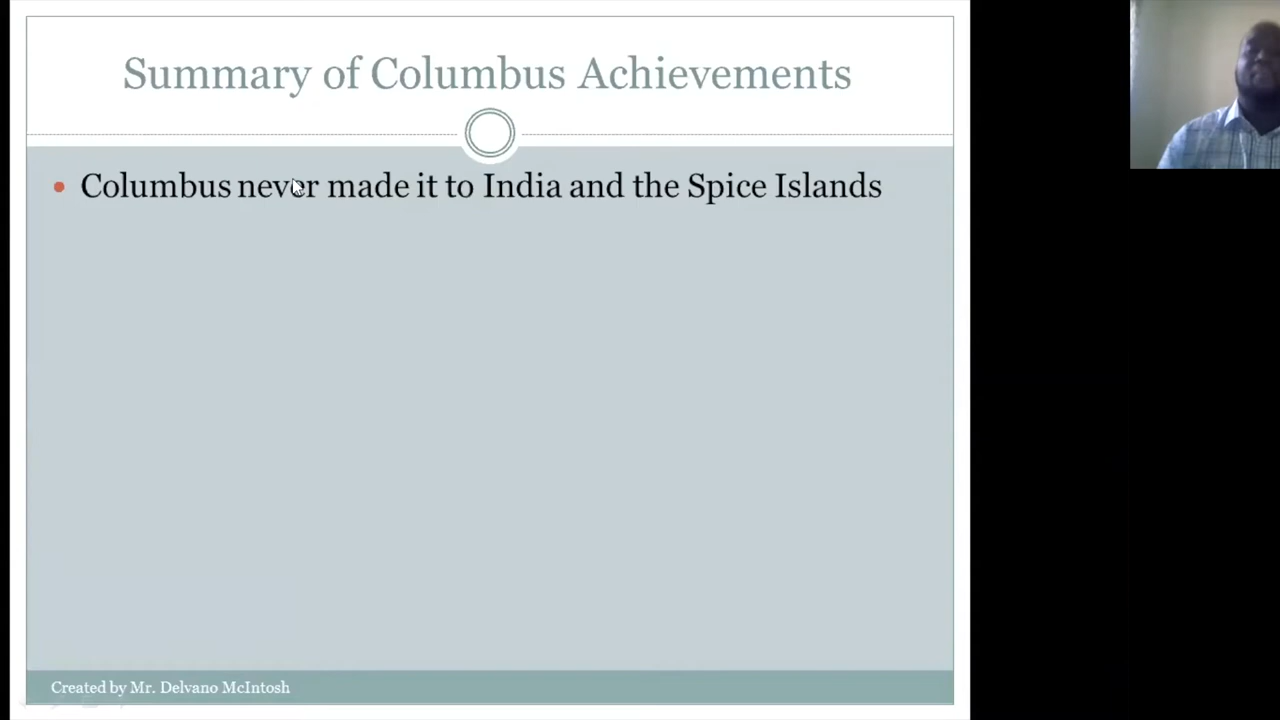 Summary of Columbus Achievements
Columbus never made it to India and the Spice Islands
Created by Mr. Delvano McIntosh